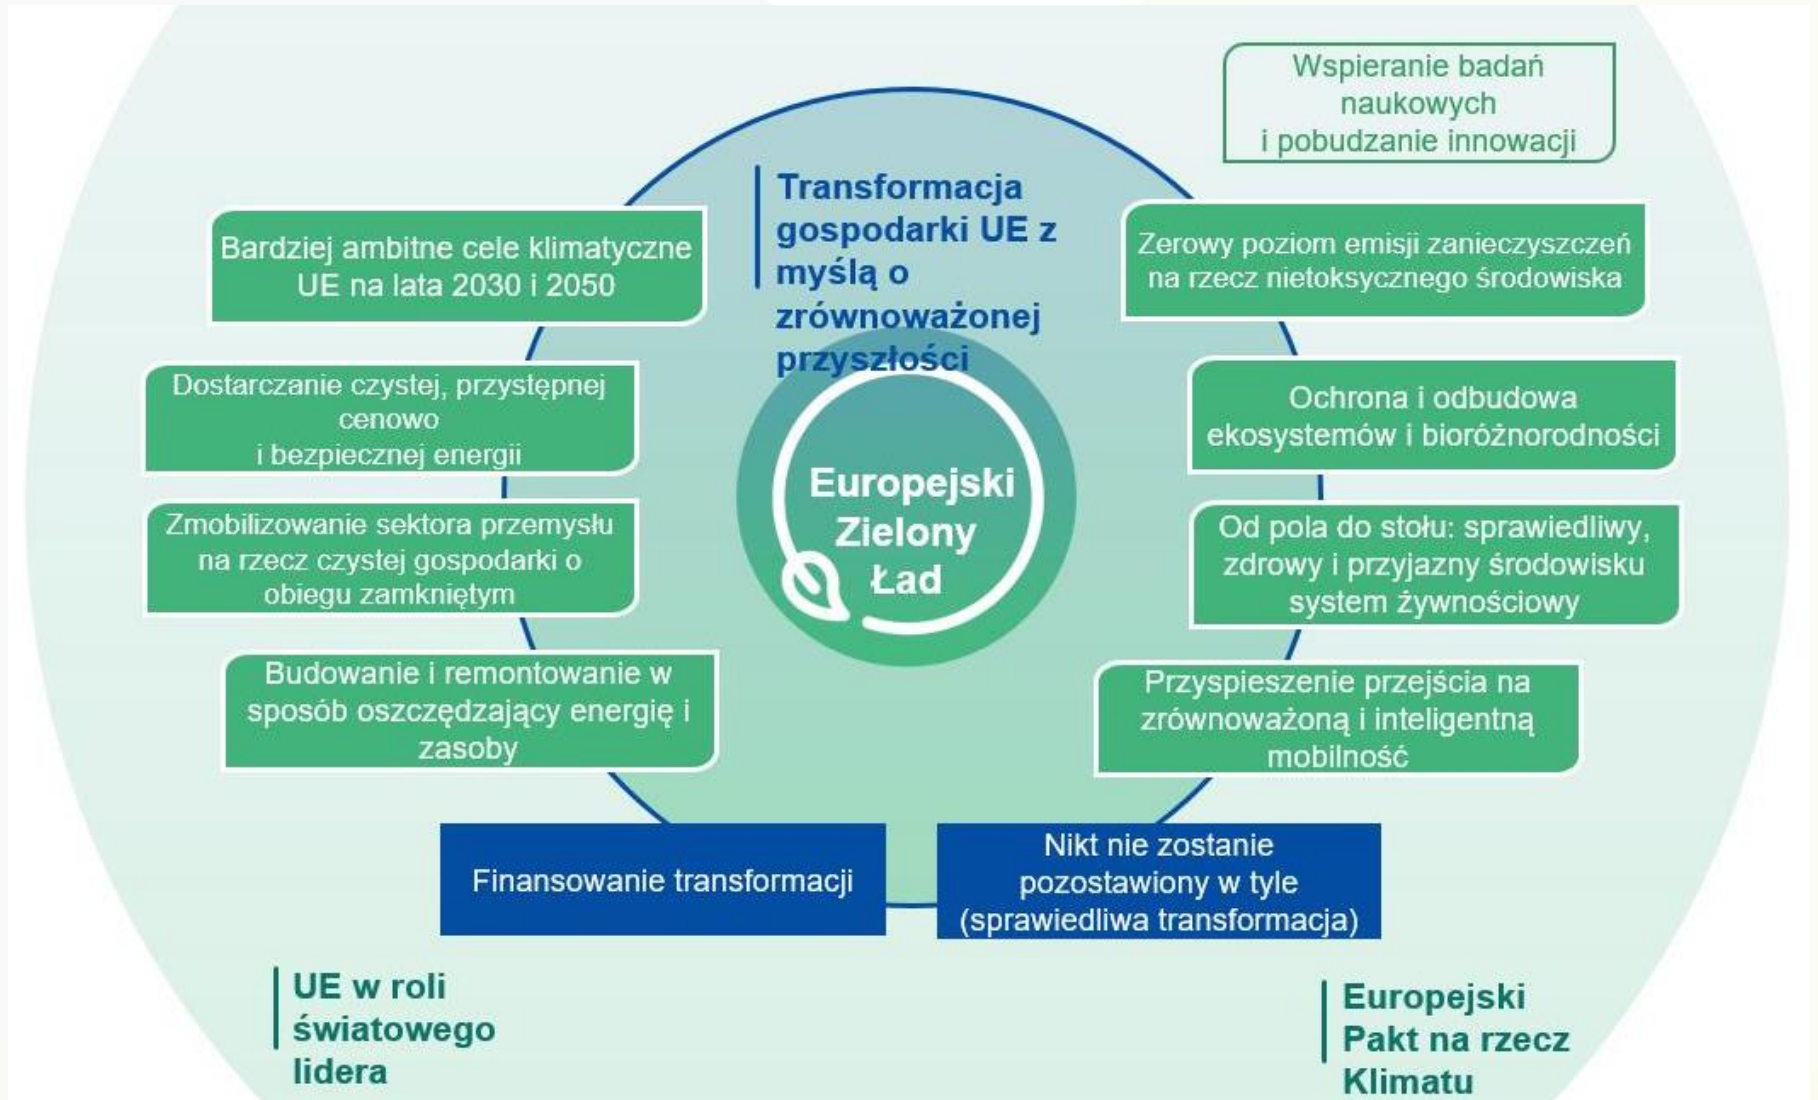 Wspieranie badań
naukowych
i pobudzanie innowacji
Transformacja
gospodarki UE z
myślą o
zrównoważonej
przyszłości
Bardziej ambitne cele klimatyczne
UE na lata 2030 i 2050
Zerowy poziom emisji zanieczyszczeń
na rzecz nietoksycznego środowiska
Dostarczanie czystej, przystępnej
cenowo
i bezpiecznej energii
Ochrona i odbudowa
ekosystemów i bioróżnorodności
Europejski
Zielony
Ład
Zmobilizowanie sektora przemysłu
na rzecz czystej gospodarki o
obiegu zamkniętym
Od pola do stołu: sprawiedliwy,
zdrowy i przyjazny środowisku
system żywnościowy
Budowanie i remontowanie w
sposób oszczędzający energię i
zasoby
Przyspieszenie przejścia na
zrównoważoną i inteligentną
mobilność
Finansowanie transformacji
Nikt nie zostanie
pozostawiony w tyle
(sprawiedliwa transformacja)
UE w roli
światowego
lidera
Europejski
Pakt na rzecz
Klimatu